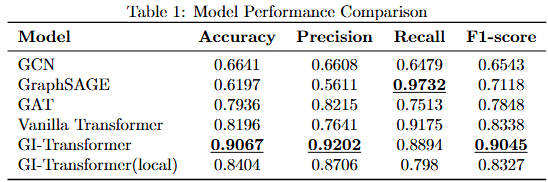 Table 1: Model Performance Comparison
Model Accuracy Precision Recall F1-score
GCN 0.6641 0.6608 0.6479 0.6543
GraphSAGE 0.6197 0.5611 0.9732 0.7118
GAT 0.7936 0.8215 0.7513 0.7848
Vanilla Transformer 0.8196 0.7641 0.9175 0.8338
GI-Transformer 0.9067 0.9202 0.8894 0.9045
GI-Transformer(local) 0.8404 0.8706 0.798 0.8327